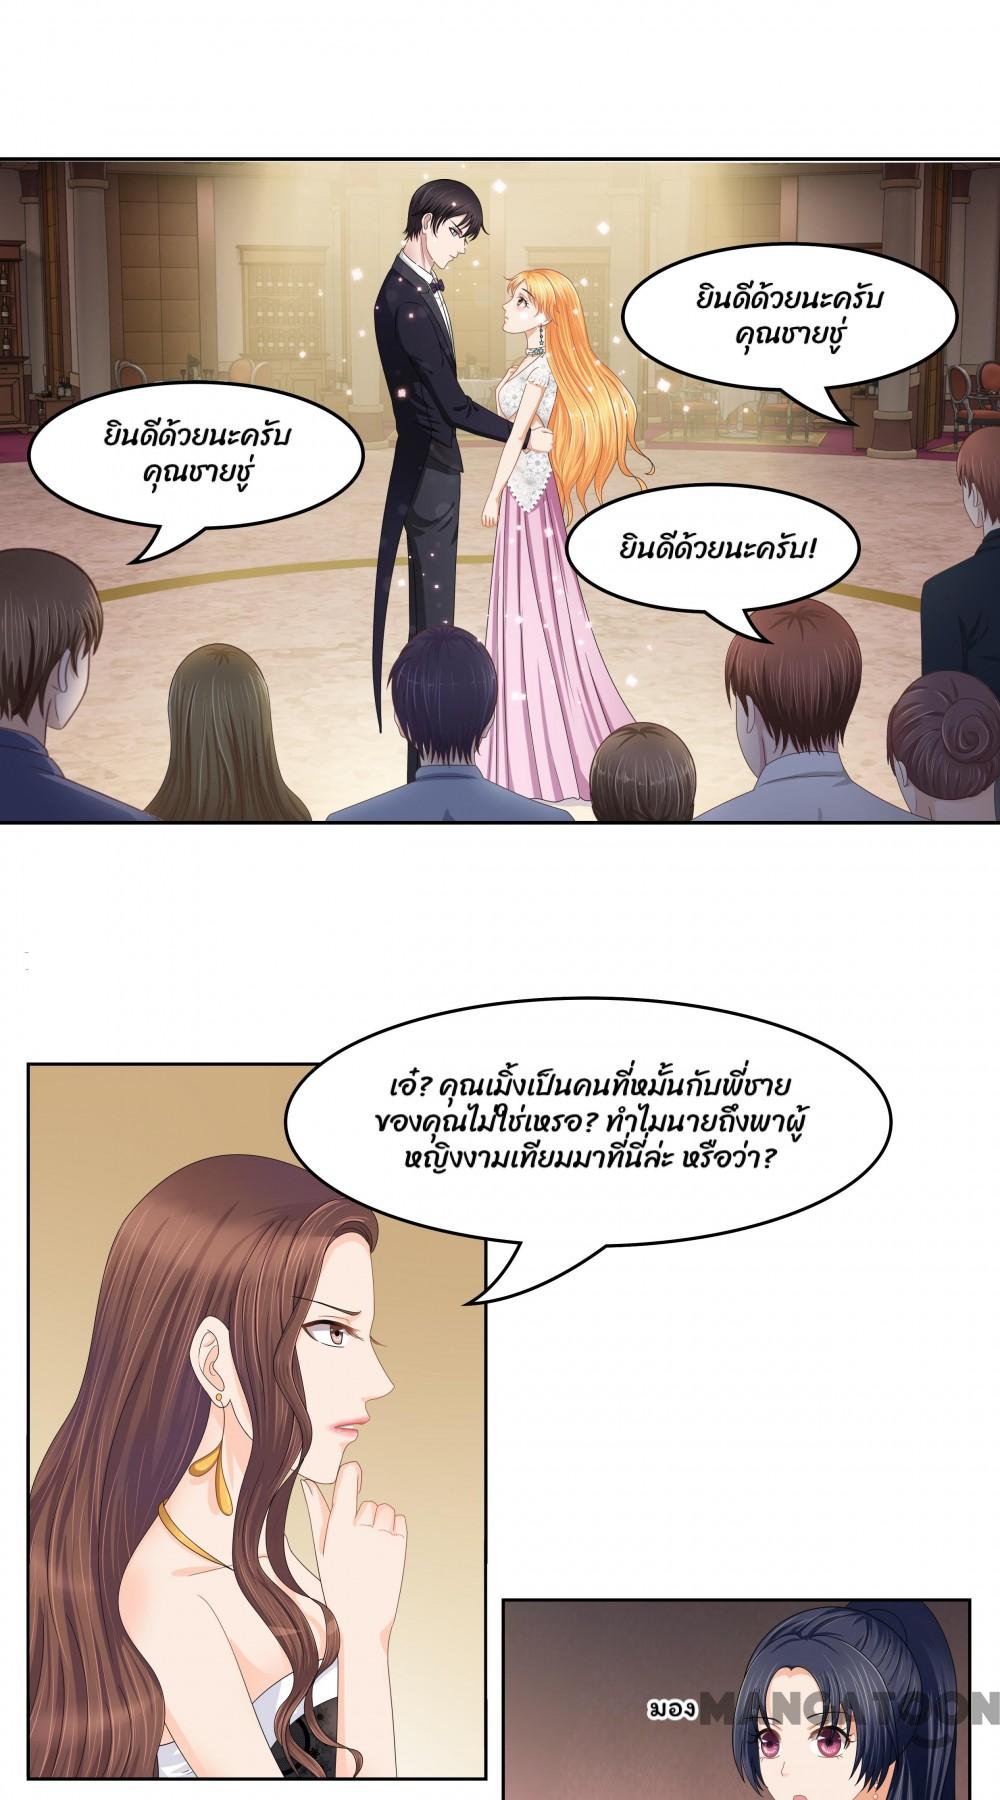 ยินดีด้วยนะครับ
คุณชายชู่
ยินดีด้วยนะครับ
คุณชายชู่
ยินดีด้วยนะครับ!
เอ๋? คุณเมิ้งเป็นคนที่หมั้นกับพี่ชาย
ของคุณไม่ใช่เหรอ? ทำไมนายถึงพาผู้
หญิงงามเทียมมาที่นี่ล่ะ หรือว่า?
มอง
MANGATOON